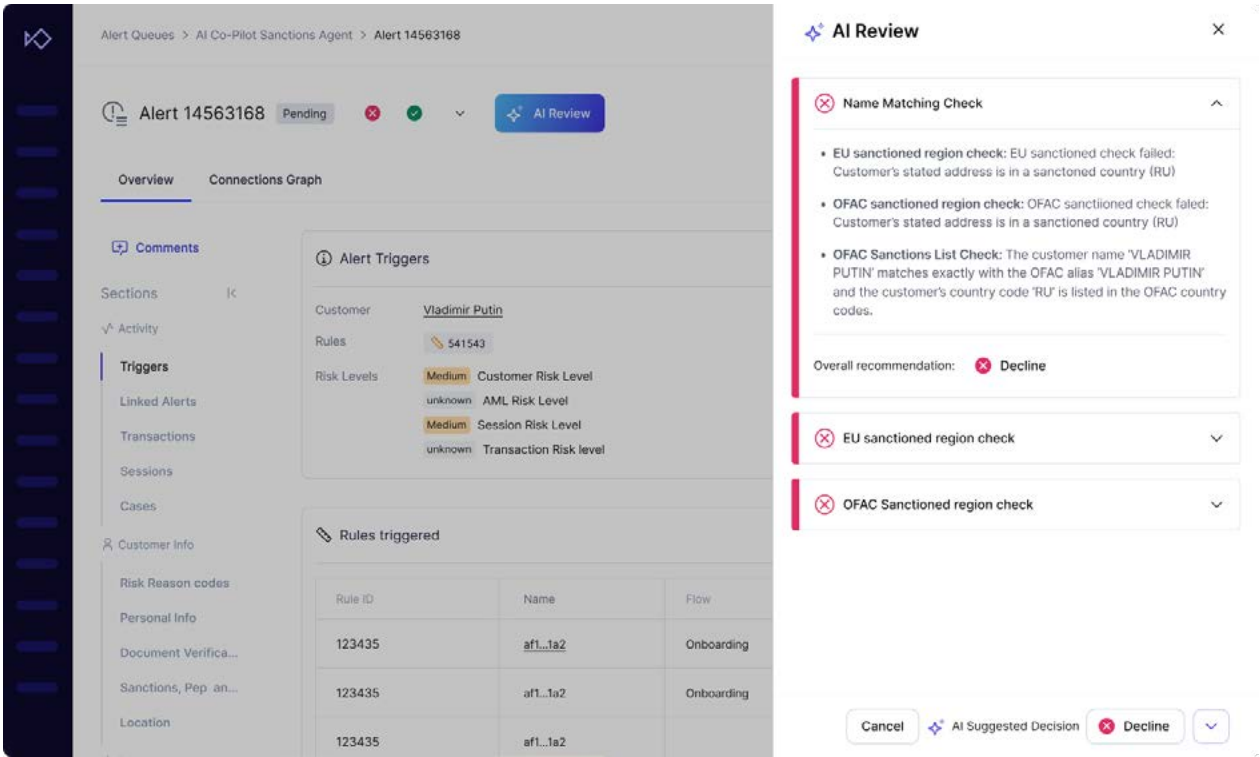 Alert Queues > AI Co-Pilot Sanctions Agent > Alert 14563168
Alert 14563168 Pending
AI Review
Overview Connections Graph
Comments
Sections
Activity
Triggers
Linked Alerts
Transactions
Sessions
Cases
Customer Info
Risk Reason codes
Personal Info
Document Verifica...
Sanctions, Pep an...
Location
Alert Triggers
Customer Vladimir Putin
Rules 541543
Risk Levels Medium Customer Risk Level
unknown AML Risk Level
Medium Session Risk Level
unknown Transaction Risk level
Rules triggered
Rule ID Name Flow
123435 af1...1a2 Onboarding
123435 af1...1a2 Onboarding
123435 af1...1a2
AI Review
Name Matching Check
• EU sanctioned region check: EU sanctioned check failed:
Customer's stated address is in a sanctoned country (RU)
• OFAC sanctioned region check: OFAC sanctiioned check faled:
Customer's stated address is in a sanctioned country (RU)
• OFAC Sanctions List Check: The customer name 'VLADIMIR
PUTIN' matches exactly with the OFAC alias 'VLADIMIR PUTIN'
and the customer's country code 'RU' is listed in the OFAC country
codes.
Overall recommendation: Decline
EU sanctioned region check
OFAC Sanctioned region check
Cancel AI Suggested Decision Decline